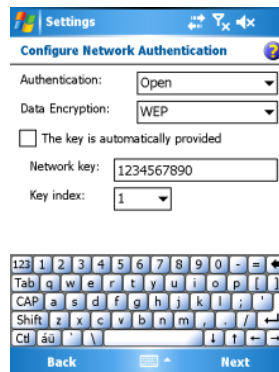 Settings
Configure Network Authentication
Authentication: Open
Data Encryption: WEP
The key is automatically provided
Network key: 1234567890
Key index: 1
123 1 2 3 4 5 6 7 8 9 0 - =
Tab q w e r t y u i o p [ ]
CAP a s d f g h j k l ; '
Shift z x c v b n m , . /
Ctl áü ` \
Back Next